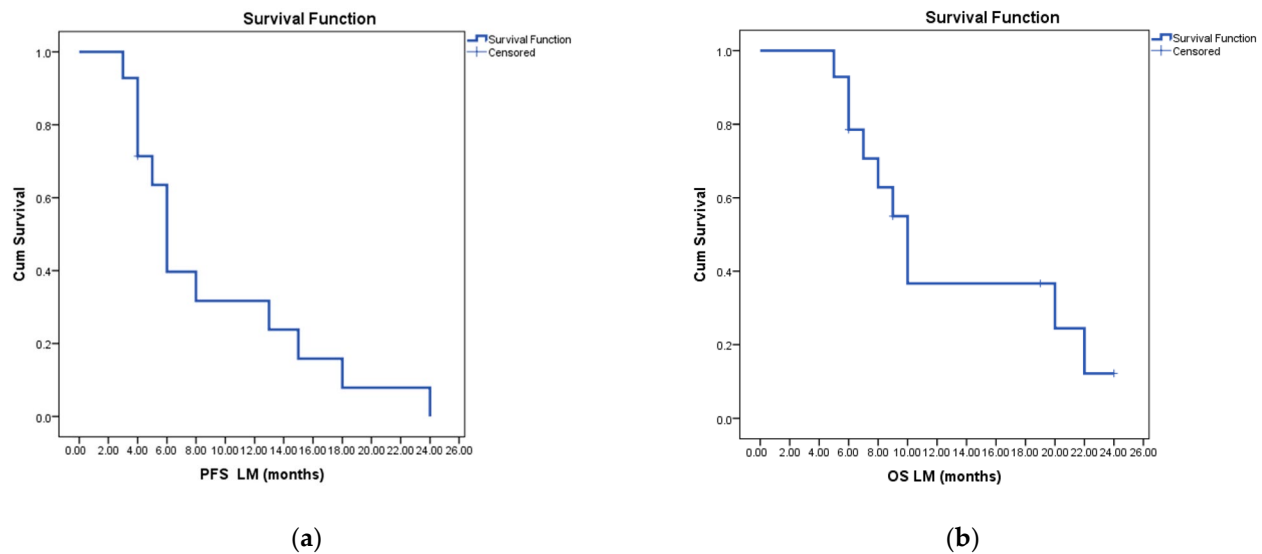 Survival Function
Survival Function
Censored
1.0
0.8
0.6
0.4
0.2
0.0
Cum Survival
0.00 2.00 4.00 6.00 8.00 10.00 12.00 14.00 16.00 18.00 20.00 22.00 24.00 26.00
PFS LM (months)
(a)
Survival Function
Survival Function
Censored
1.0
0.8
0.6
0.4
0.2
0.0
Cum Survival
0.00 2.00 4.00 6.00 8.00 10.00 12.00 14.00 16.00 18.00 20.00 22.00 24.00 26.00
OS LM (months)
(b)